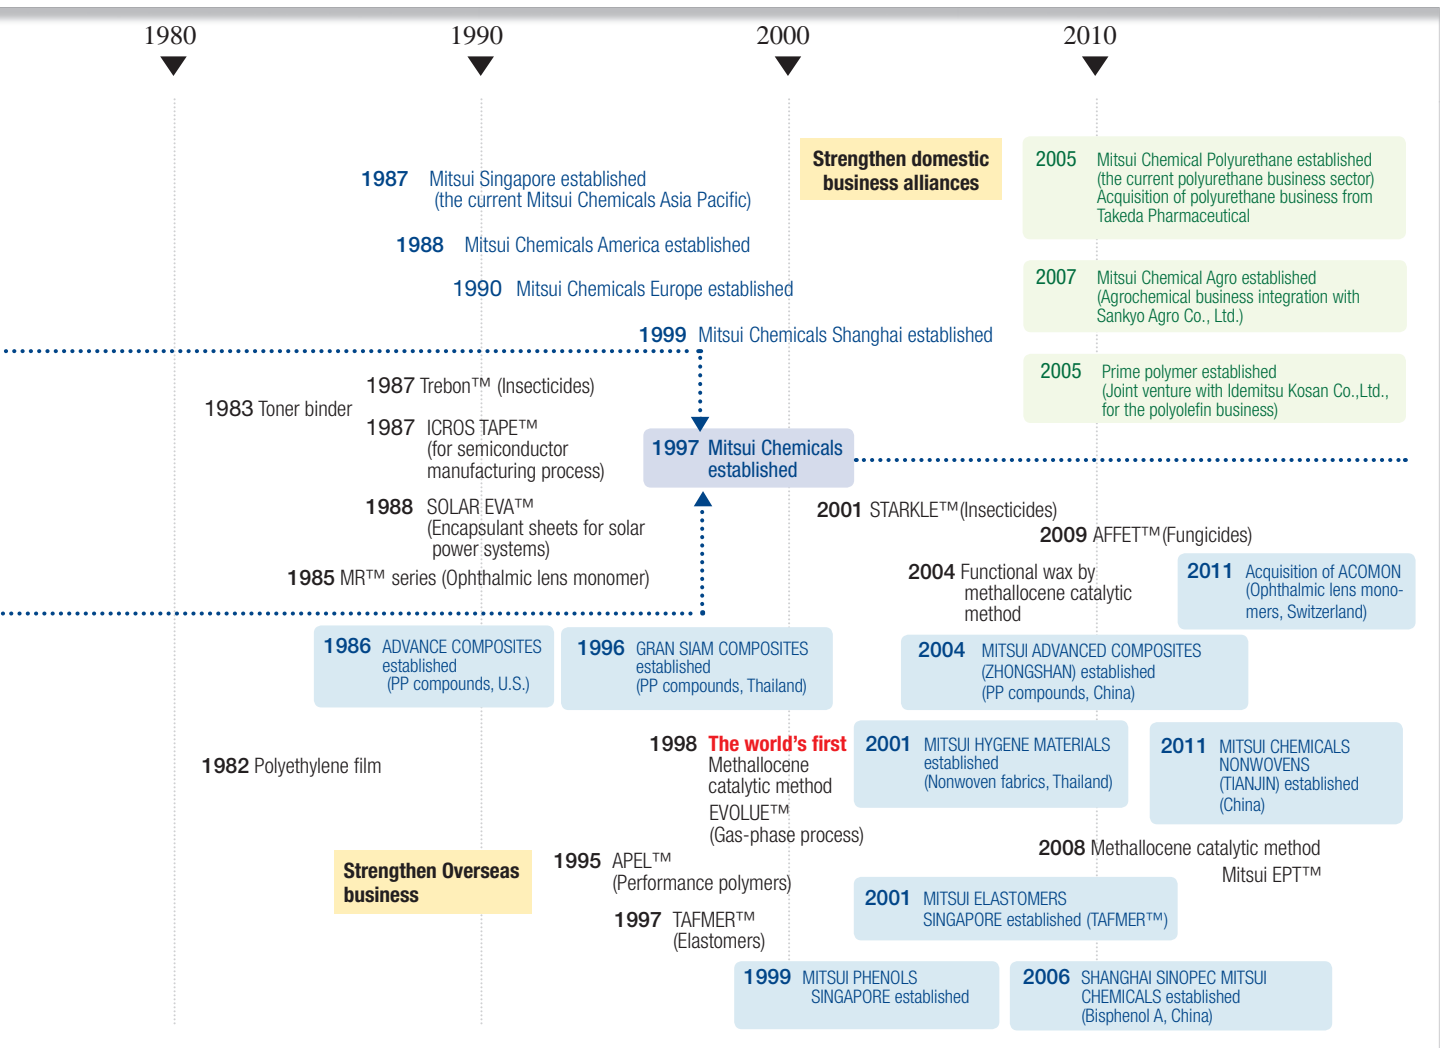 1980
1990
2000
2010
Strengthen domestic
business alliances
2005 Mitsui Chemical Polyurethane established
(the current polyurethane business sector)
Acquisition of polyurethane business from
Takeda Pharmaceutical
1987 Mitsui Singapore established
(the current Mitsui Chemicals Asia Pacific)
1988 Mitsui Chemicals America established
1990 Mitsui Chemicals Europe established
2007 Mitsui Chemical Agro established
(Agrochemical business integration with
Sankyo Agro Co., Ltd.)
1999 Mitsui Chemicals Shanghai established
2005 Prime polymer established
(Joint venture with Idemitsu Kosan Co.,Ltd.,
for the polyolefin business)
1987 Trebon™ (Insecticides)
1983 Toner binder
1987 ICROS TAPE™
(for semiconductor
manufacturing process)
1997 Mitsui Chemicals
established
1988 SOLAR EVA™
(Encapsulant sheets for solar
power systems)
1985 MR™ series (Ophthalmic lens monomer)
2001 STARKLE™(Insecticides)
2009 AFFET™(Fungicides)
2004 Functional wax by
methallocene catalytic
method
2011 Acquisition of ACOMON
(Ophthalmic lens mono-
mers, Switzerland)
1986 ADVANCE COMPOSITES
established
(PP compounds, U.S.)
1996 GRAN SIAM COMPOSITES
established
(PP compounds, Thailand)
2004 MITSUI ADVANCED COMPOSITES
(ZHONGSHAN) established
(PP compounds, China)
1998 The world's first
Methallocene
catalytic method
EVOLUE™
(Gas-phase process)
2001 MITSUI HYGENE MATERIALS
established
(Nonwoven fabrics, Thailand)
2011 MITSUI CHEMICALS
NONWOVENS
(TIANJIN) established
(China)
1982 Polyethylene film
2008 Methallocene catalytic method
Mitsui EPT™
Strengthen Overseas
business
1995 APEL™
(Performance polymers)
2001 MITSUI ELASTOMERS
SINGAPORE established (TAFMER™)
1997 TAFMER™
(Elastomers)
1999 MITSUI PHENOLS
SINGAPORE established
2006 SHANGHAI SINOPEC MITSUI
CHEMICALS established
(Bisphenol A, China)